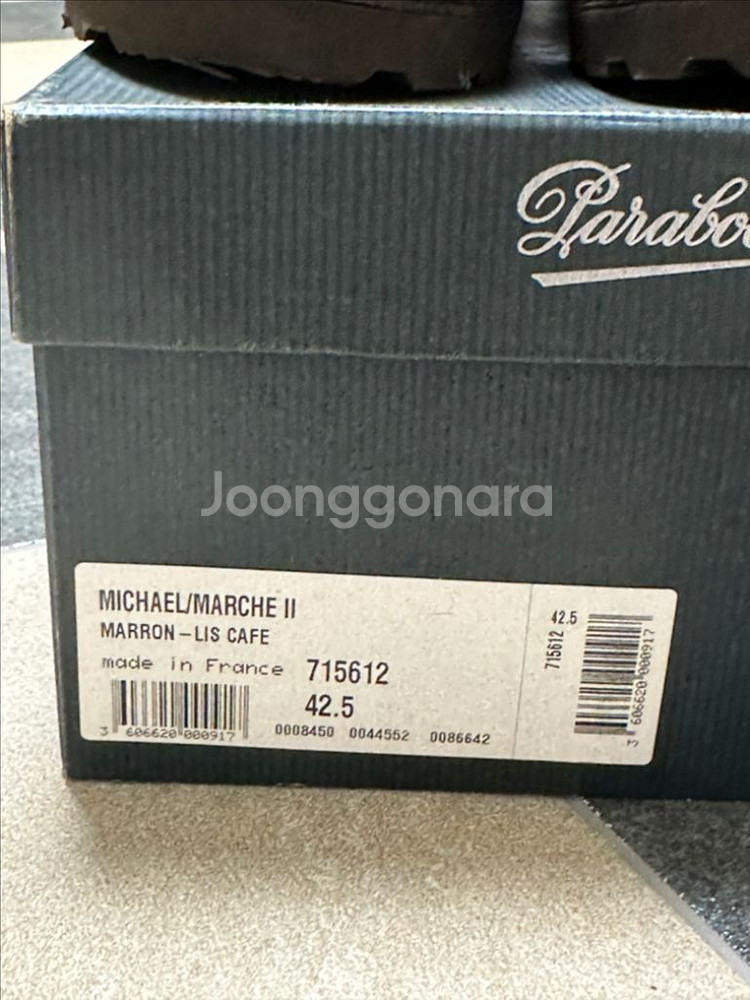 Parabo
Joonggonara
MICHAEL/MARCHE II
MARRON – LIS CAFE
made in France 715612
42.5
3 606620 000917
0008450 0044552 0086642
42.5
715612
3 606620 000917